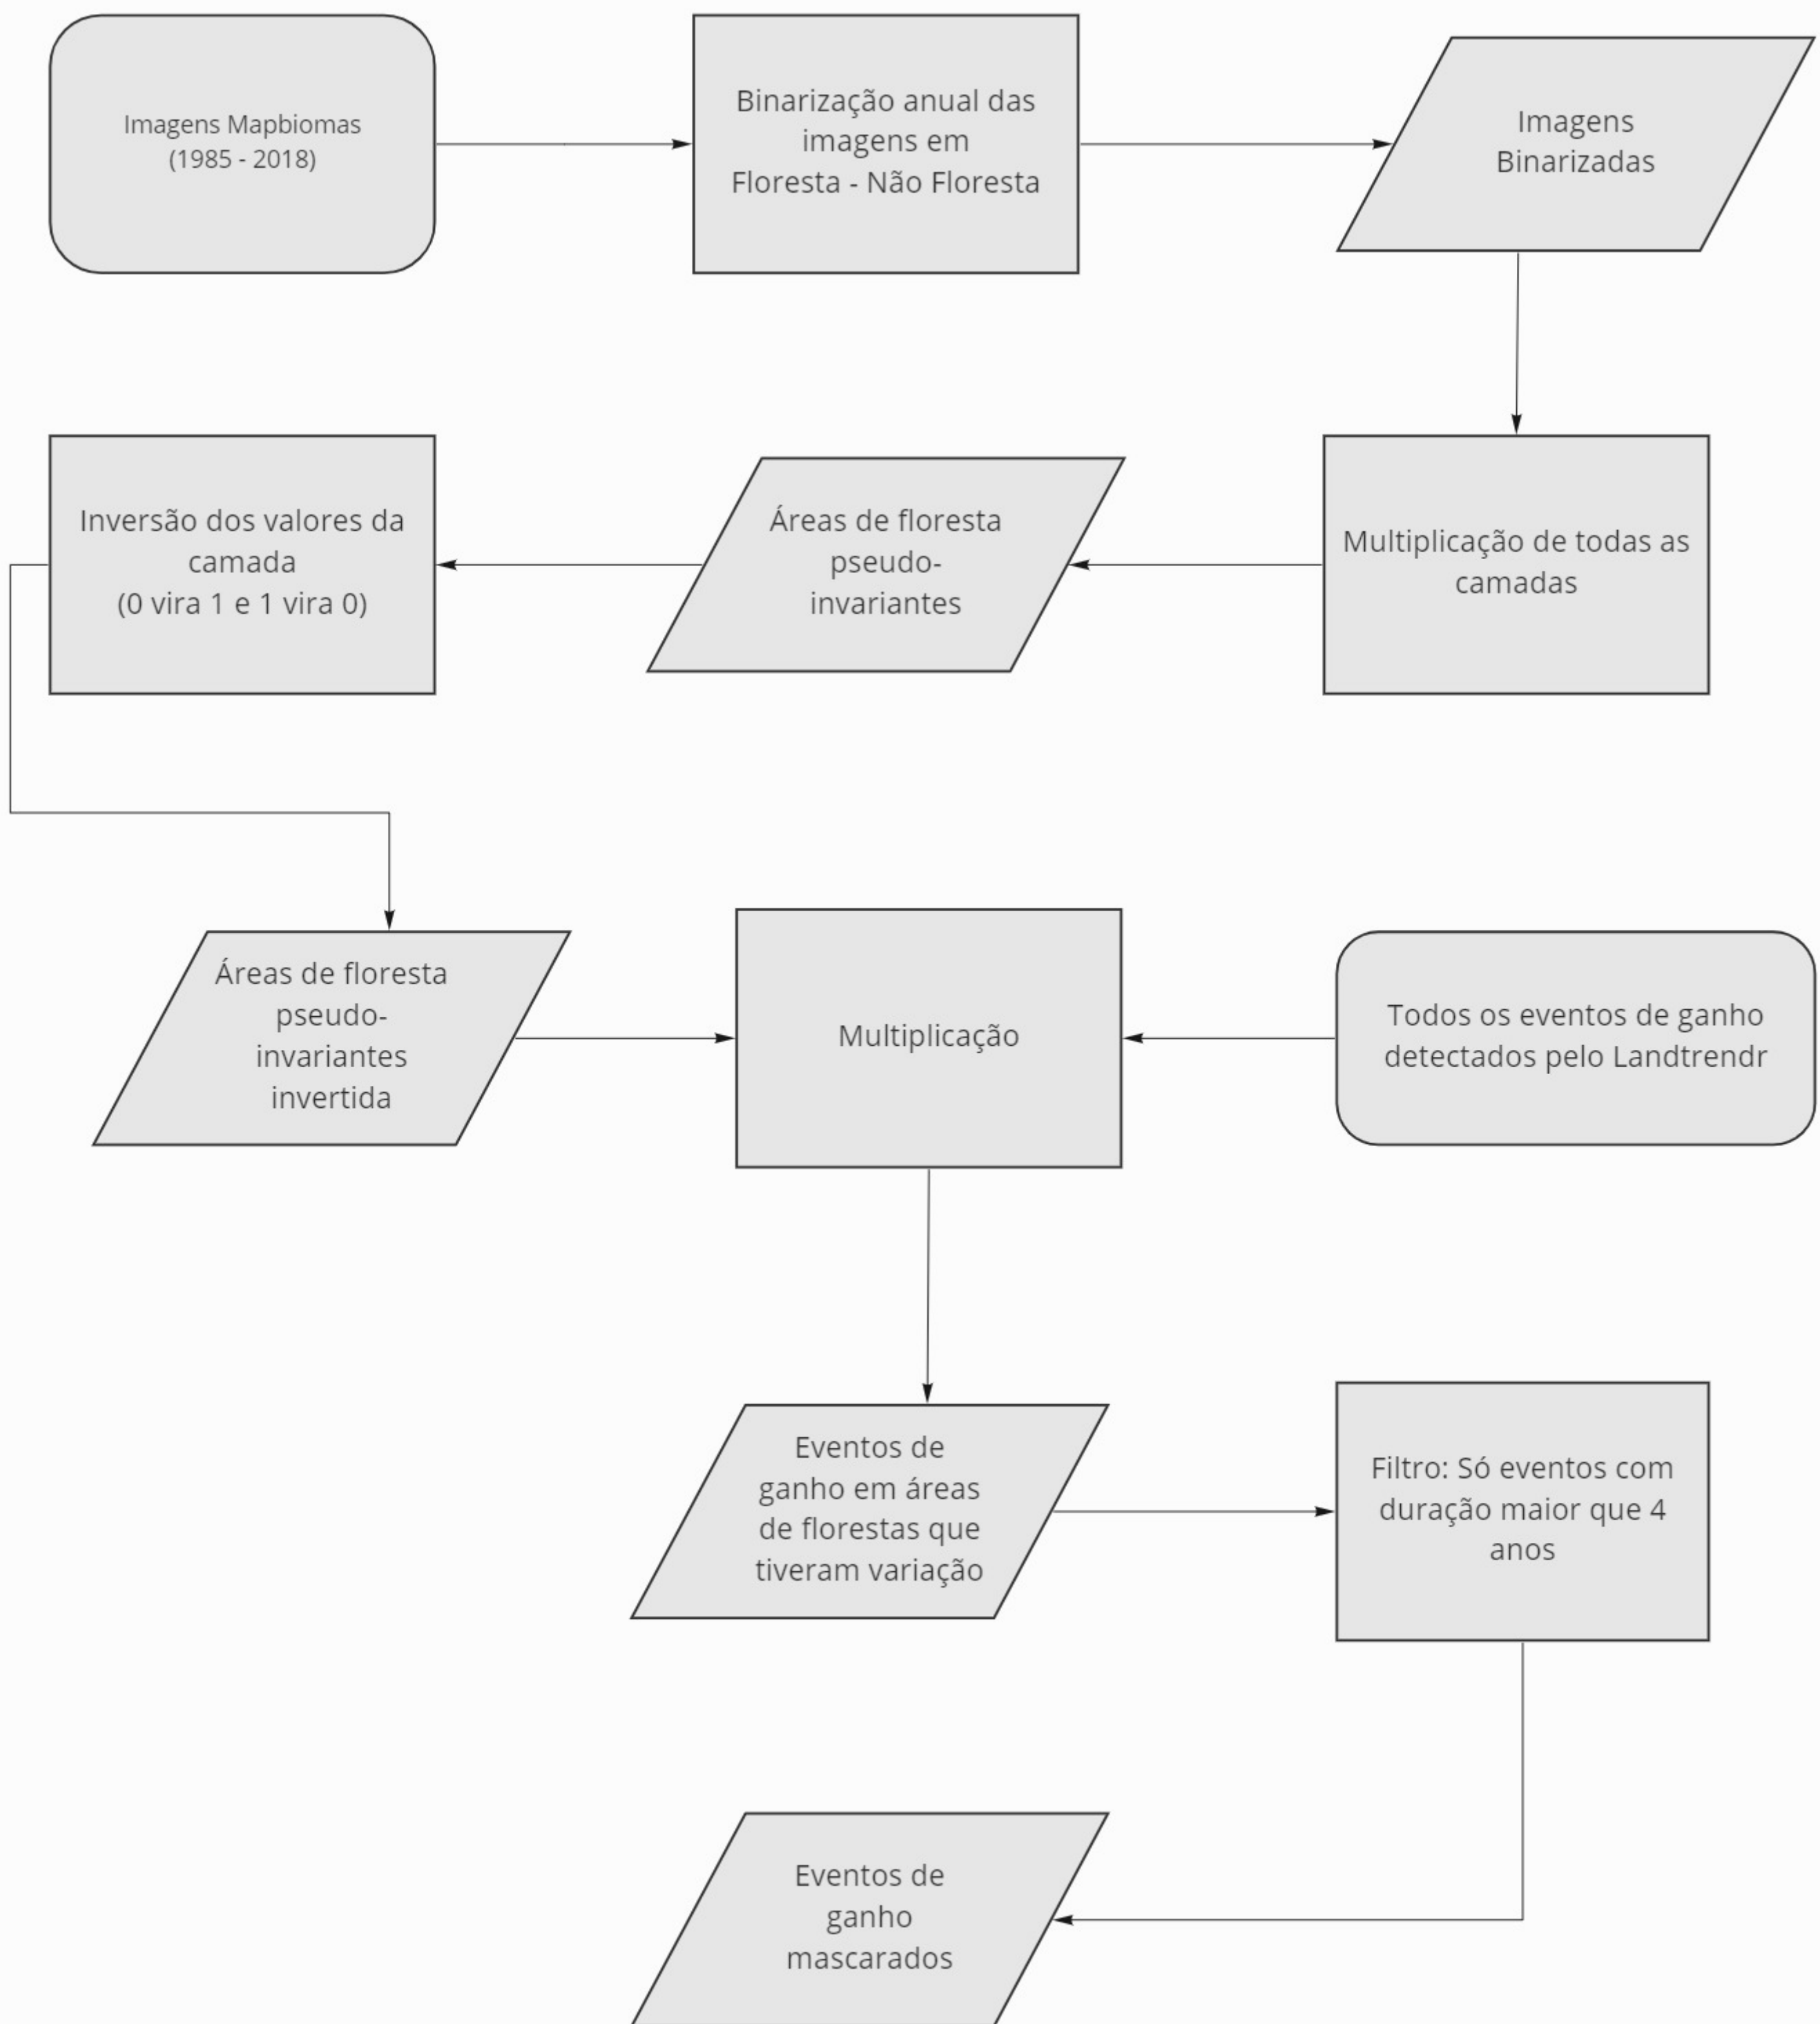 Imagens Mapbiomas
(1985 - 2018)
Binarização anual das
imagens em
Floresta - Não Floresta
Imagens
Binarizadas
Inversão dos valores da
camada
(0 vira 1 e 1 vira 0)
Áreas de floresta
pseudo-
invariantes
Multiplicação de todas as
camadas
Áreas de floresta
pseudo-
invariantes
invertida
Multiplicação
Todos os eventos de ganho
detectados pelo Landtrendr
Eventos de
ganho em áreas
de florestas que
tiveram variação
Filtro: Só eventos com
duração maior que 4
anos
Eventos de
ganho
mascarados